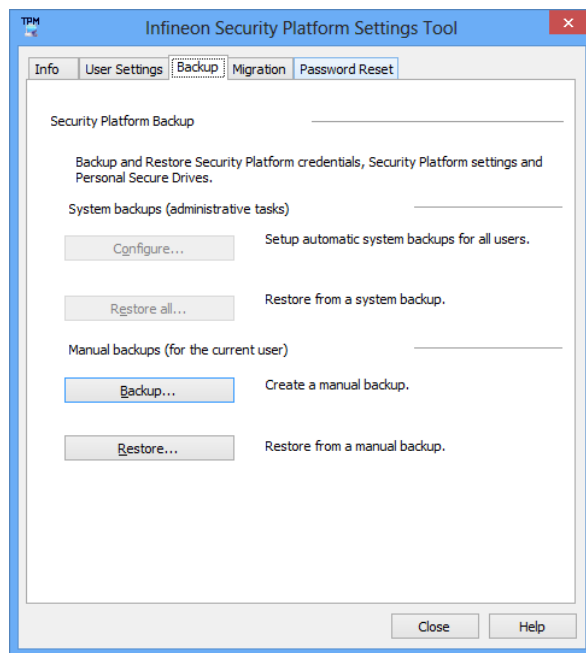 TPM
Infineon Security Platform Settings Tool
Info User Settings Backup Migration Password Reset
Security Platform Backup
Backup and Restore Security Platform credentials, Security Platform settings and
Personal Secure Drives.
System backups (administrative tasks)
Configure... Setup automatic system backups for all users.
Restore all... Restore from a system backup.
Manual backups (for the current user)
Backup... Create a manual backup.
Restore... Restore from a manual backup.
Close Help